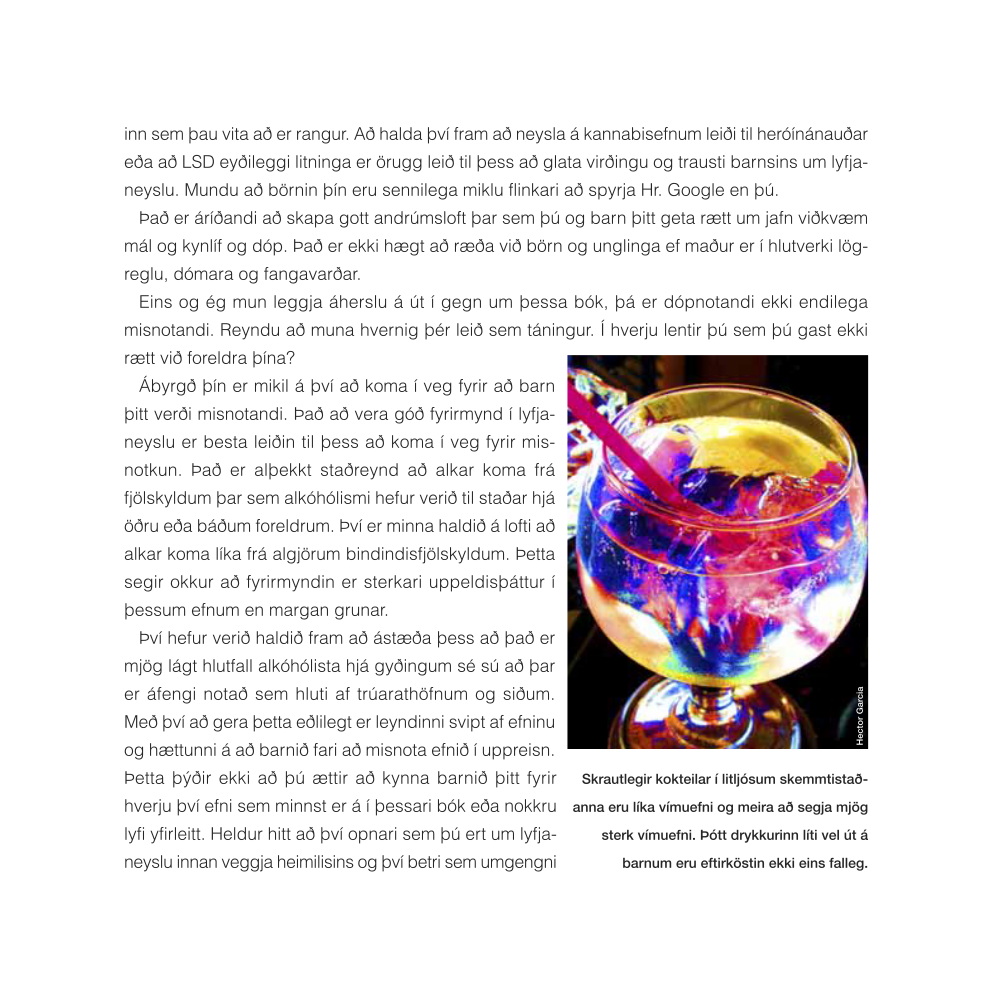 inn sem þau vita að er rangur. Að halda því fram að neysla á kannabisefnum leiði til heróínánauðar
eða að LSD eyðileggi litninga er örugg leið til þess að glata virðingu og trausti barnsins um lyfja-
neyslu. Mundu að börnin þín eru sennilega miklu flinkari að spyrja Hr. Google en þú.
Það er áríðandi að skapa gott andrúmsloft þar sem þú og barn þitt geta rætt um jafn viðkvæm
mál og kynlíf og dóp. Það er ekki hægt að ræða við börn og unglinga ef maður er í hlutverki lög-
reglu, dómara og fangavarðar.
Eins og ég mun leggja áherslu á út í gegn um þessa bók, þá er dópnotandi ekki endilega
misnotandi. Reyndu að muna hvernig þér leið sem táningur. Í hverju lentir þú sem þú gast ekki
rætt við foreldra þína?
Ábyrgð þín er mikil á því að koma í veg fyrir að barn
þitt verði misnotandi. Það að vera góð fyrirmynd í lyfja-
neyslu er besta leiðin til þess að koma í veg fyrir mis-
notkun. Það er alþekkt staðreynd að alkar koma frá
fjölskyldum þar sem alkóhólismi hefur verið til staðar hjá
öðru eða báðum foreldrum. Því er minna haldið á lofti að
alkar koma líka frá algjörum bindindisfjölskyldum. Þetta
segir okkur að fyrirmyndin er sterkari uppeldisþáttur í
þessum efnum en margan grunar.
Því hefur verið haldið fram að ástæða þess að það er
mjög lágt hlutfall alkóhólista hjá gyðingum sé sú að þar
er áfengi notað sem hluti af trúarathöfnum og siðum.
Með því að gera þetta eðlilegt er leyndinni svipt af efninu
og hættunni á að barnið fari að misnota efnið í uppreisn.
Þetta þýðir ekki að þú ættir að kynna barnið þitt fyrir
hverju því efni sem minnst er á í þessari bók eða nokkru
lyfi yfirleitt. Heldur hitt að því opnari sem þú ert um lyfja-
neyslu innan veggja heimilisins og því betri sem umgengni
Hector Garcia
Skrautlegir kokteilar í litljósum skemmtistað-
anna eru líka vímuefni og meira að segja mjög
sterk vímuefni. Þótt drykkurinn líti vel út á
barnum eru eftirköstin ekki eins falleg.